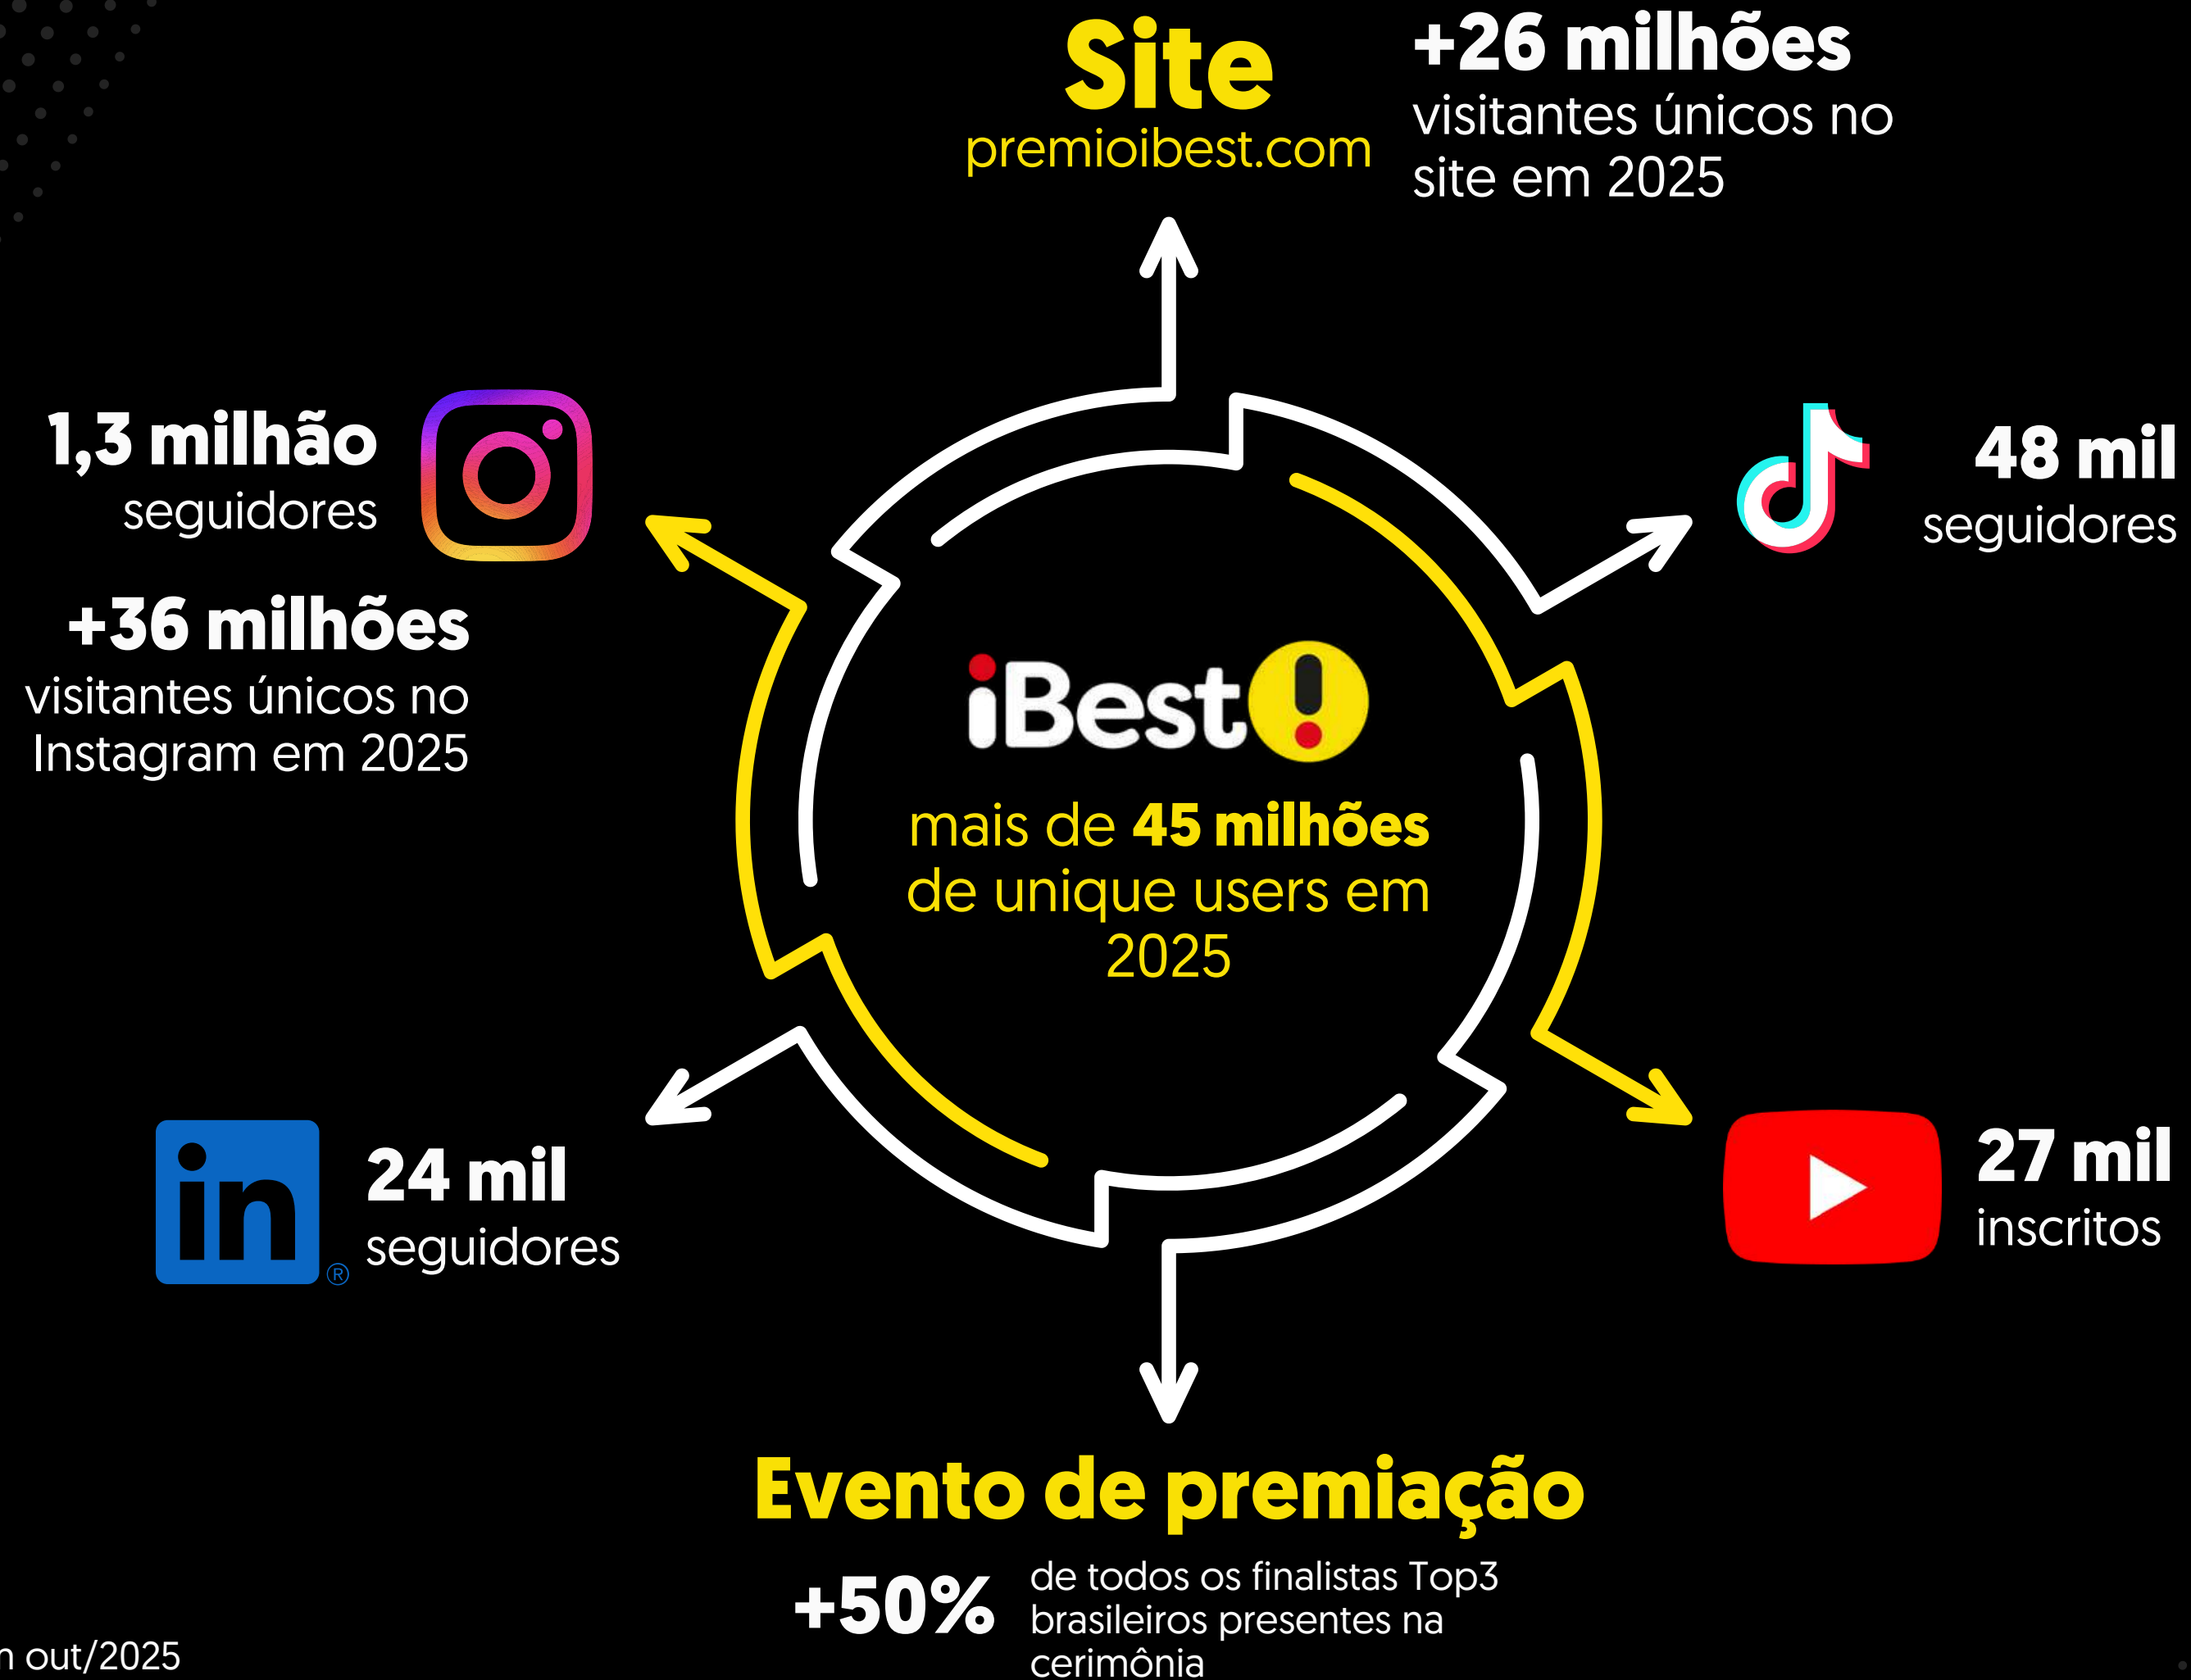 Site
premioibest.com
+26 milhões
visitantes únicos no
site em 2025
1,3 milhão
seguidores
+36 milhões
visitantes únicos no
Instagram em 2025
48 mil
seguidores
iBest!
mais de 45 milhões
de unique users em
2025
in®
24 mil
seguidores
27 mil
inscritos
Evento de premiação
+50%
de todos os finalistas Top3
brasileiros presentes na
cerimônia
out/2025